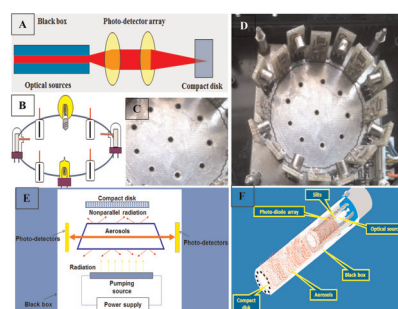 A
Black box
Photo-detector array
Optical sources
Compact disk
B
C
D
E
Compact disk
Nonparallel radiation
Aerosols
Photo-detectors
Photo-detectors
Radiation
Pumping
source
Black box
Power supply
F
Slits
Photo-diode array
Optical source
Black box
Aerosols
Compact
disk